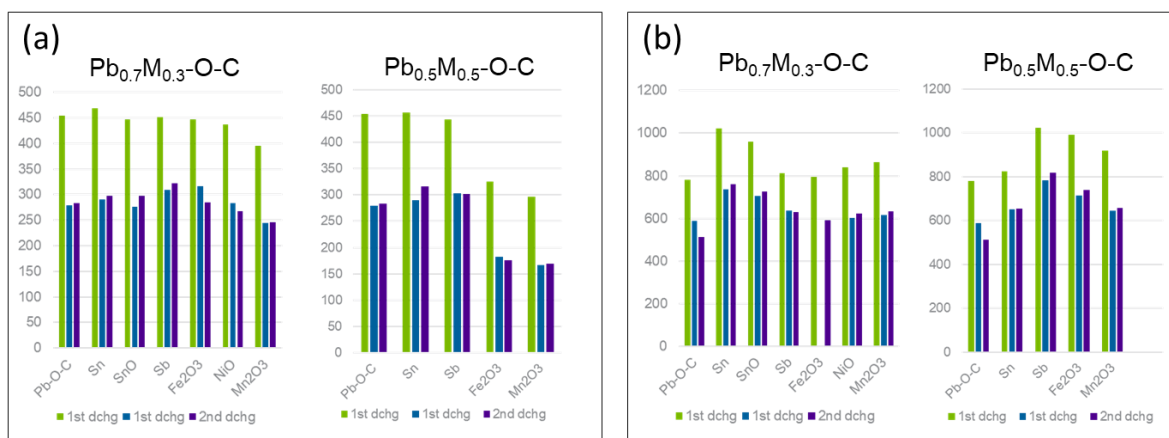 (a)
Pb0.7M0.3-O-C
500
450
400
350
300
250
200
150
100
50
0
Pb-O-C
Sn
SnO
Sb
Fe2O3
NiO
Mn2O3
1st dchg 1st dchg 2nd dchg
Pb0.5M0.5-O-C
500
450
400
350
300
250
200
150
100
50
0
Pb-O-C
Sn
Sb
Fe2O3
Mn2O3
1st dchg 1st dchg 2nd dchg
(b)
Pb0.7M0.3-O-C
1200
1000
800
600
400
200
0
Pb-O-C
Sn
SnO
Sb
Fe2O3
NiO
Mn2O3
1st dchg 1st dchg 2nd dchg
Pb0.5M0.5-O-C
1200
1000
800
600
400
200
0
Pb-O-C
Sn
Sb
Fe2O3
Mn2O3
1st dchg 1st dchg 2nd dchg